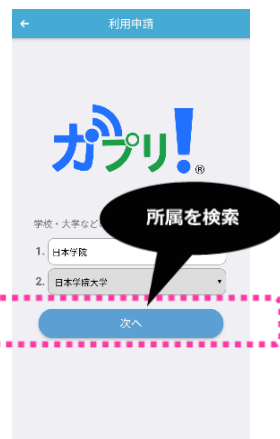 ← 利用申請
ガプリ!®
学校・大学など
所属を検索
1. 日本学院
2. 日本学院大学
次へ